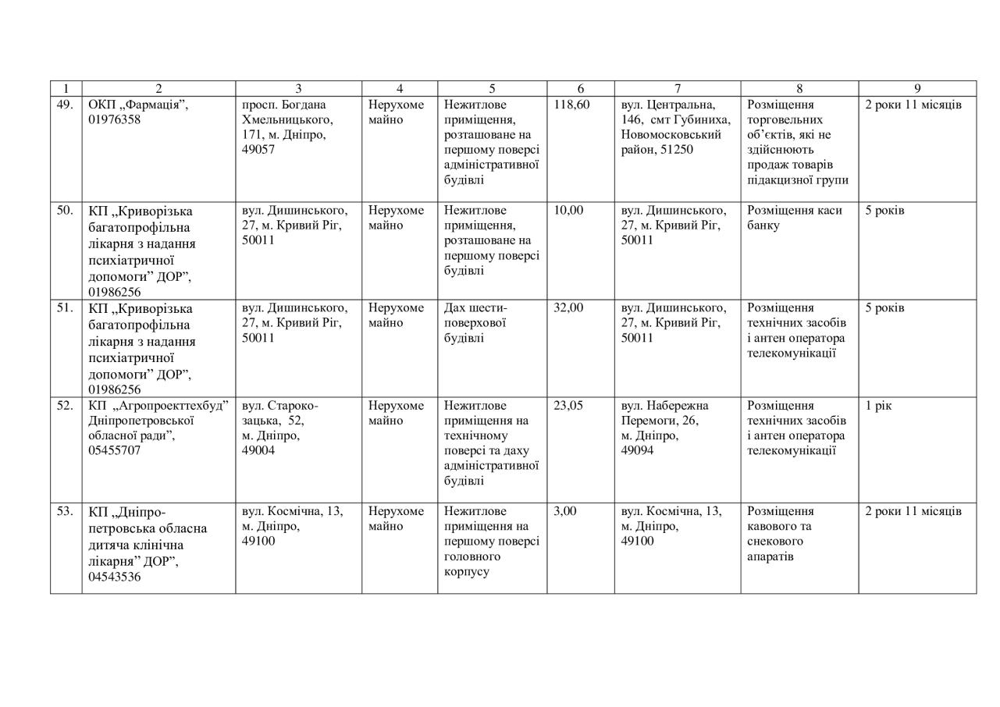 1 2 3 4 5 6 7 8 9
49. ОКП „Фармація”, 01976358 просп. Богдана Хмельницького, 171, м. Дніпро, 49057 Нерухоме майно Нежитлове приміщення, розташоване на першому поверсі адміністративної будівлі 118,60 вул. Центральна, 146, смт Губиниха, Новомосковський район, 51250 Розміщення торговельних об’єктів, які не здійснюють продаж товарів підакцизної групи 2 роки 11 місяців
50. КП „Криворізька багатопрофільна лікарня з надання психіатричної допомоги” ДОР”, 01986256 вул. Дишинського, 27, м. Кривий Ріг, 50011 Нерухоме майно Нежитлове приміщення, розташоване на першому поверсі будівлі 10,00 вул. Дишинського, 27, м. Кривий Ріг, 50011 Розміщення каси банку 5 років
51. КП „Криворізька багатопрофільна лікарня з надання психіатричної допомоги” ДОР”, 01986256 вул. Дишинського, 27, м. Кривий Ріг, 50011 Нерухоме майно Дах шести-поверхової будівлі 32,00 вул. Дишинського, 27, м. Кривий Ріг, 50011 Розміщення технічних засобів і антен оператора телекомунікації 5 років
52. КП „Агропроекттехбуд” Дніпропетровської обласної ради”, 05455707 вул. Староко-зацька, 52, м. Дніпро, 49004 Нерухоме майно Нежитлове приміщення на технічному поверсі та даху адміністративної будівлі 23,05 вул. Набережна Перемоги, 26, м. Дніпро, 49094 Розміщення технічних засобів і антен оператора телекомунікації 1 рік
53. КП „Дніпро-петровська обласна дитяча клінічна лікарня” ДОР”, 04543536 вул. Космічна, 13, м. Дніпро, 49100 Нерухоме майно Нежитлове приміщення на першому поверсі головного корпусу 3,00 вул. Космічна, 13, м. Дніпро, 49100 Розміщення кавового та снекового апаратів 2 роки 11 місяців